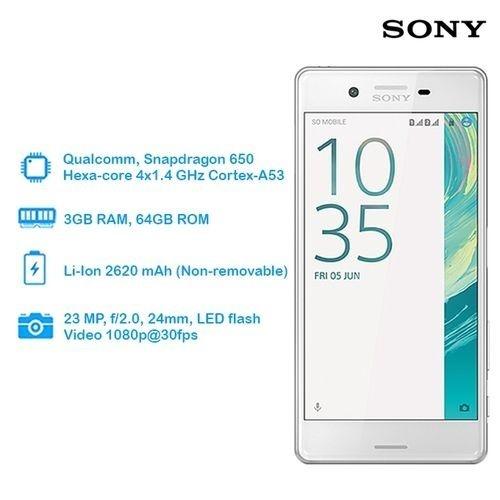 SONY
Qualcomm, Snapdragon 650
Hexa-core 4x1.4 GHz Cortex-A53
3GB RAM, 64GB ROM
Li-Ion 2620 mAh (Non-removable)
23 MP, f/2.0, 24mm, LED flash
Video 1080p@30fps
SONY
SO MOBILE
10
35
FRI 05 JUN